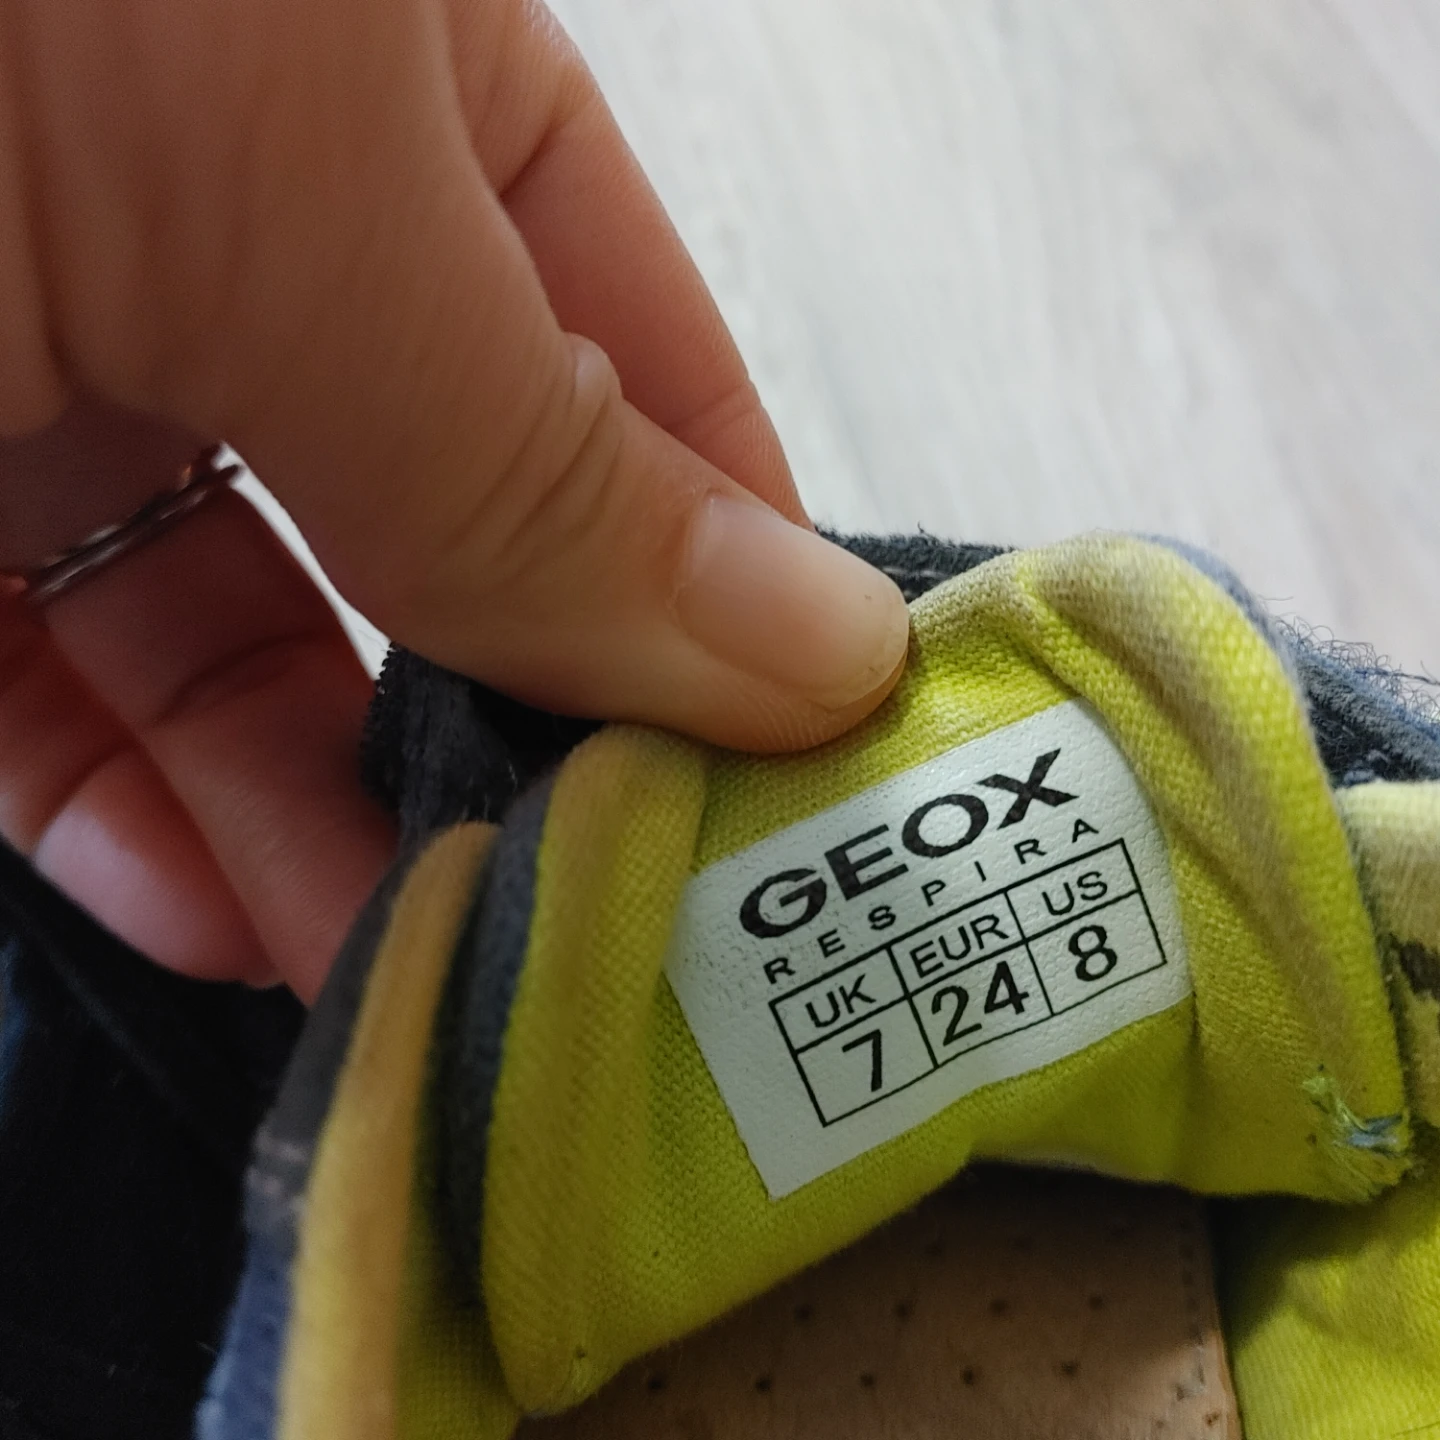 GEOX
RESPIRA
UK EUR US
7 24 8